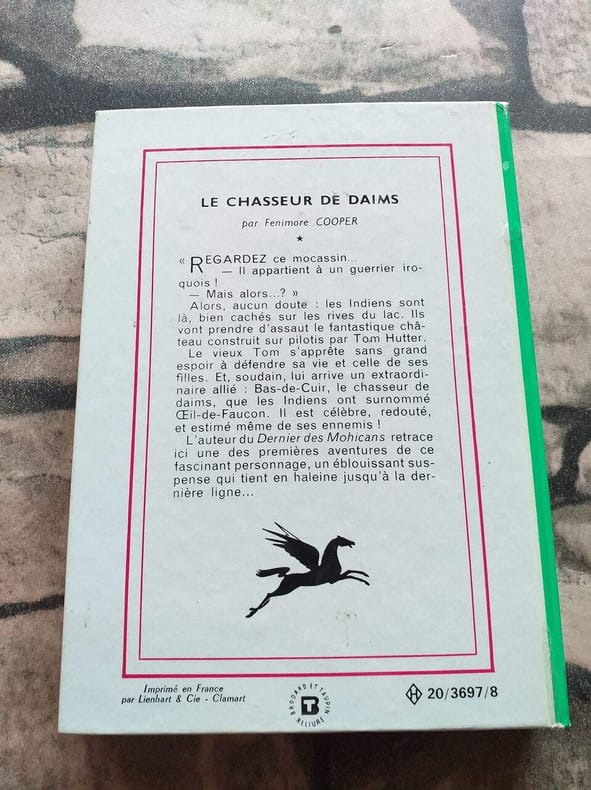 LE CHASSEUR DE DAIMS
par Fenimore COOPER
★
« REGARDEZ ce mocassin...
— Il appartient à un guerrier iro-
quois !
— Mais alors...? »
Alors, aucun doute : les Indiens sont
là, bien cachés sur les rives du lac. Ils
vont prendre d'assaut le fantastique châ-
teau construit sur pilotis par Tom Hutter.
Le vieux Tom s'apprête sans grand
espoir à défendre sa vie et celle de ses
filles. Et, soudain, lui arrive un extraordi-
naire allié : Bas-de-Cuir, le chasseur de
daims, que les Indiens ont surnommé
Œil-de-Faucon. Il est célèbre, redouté,
et estimé même de ses ennemis !
L'auteur du Dernier des Mohicans retrace
ici une des premières aventures de ce
fascinant personnage, un éblouissant sus-
pense qui tient en haleine jusqu'à la der-
nière ligne...
Imprimé en France
par Lienhart & Cie - Clamart
BRODARD ET TAUPIN
BT
RELIURE
H 20/3697/8